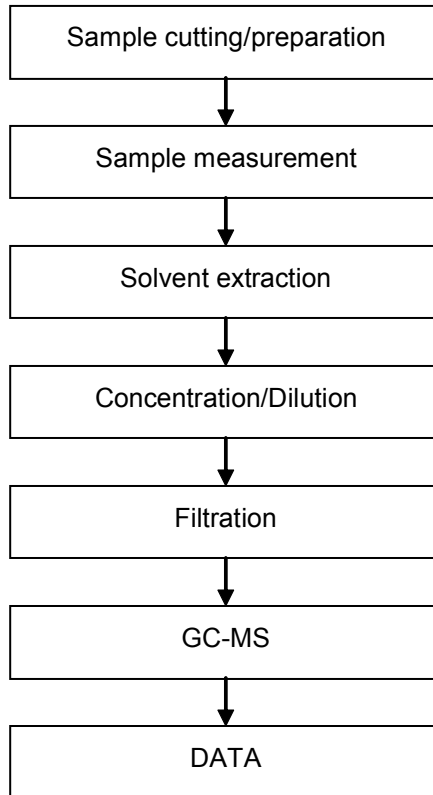 Sample cutting/preparation
Sample measurement
Solvent extraction
Concentration/Dilution
Filtration
GC-MS
DATA